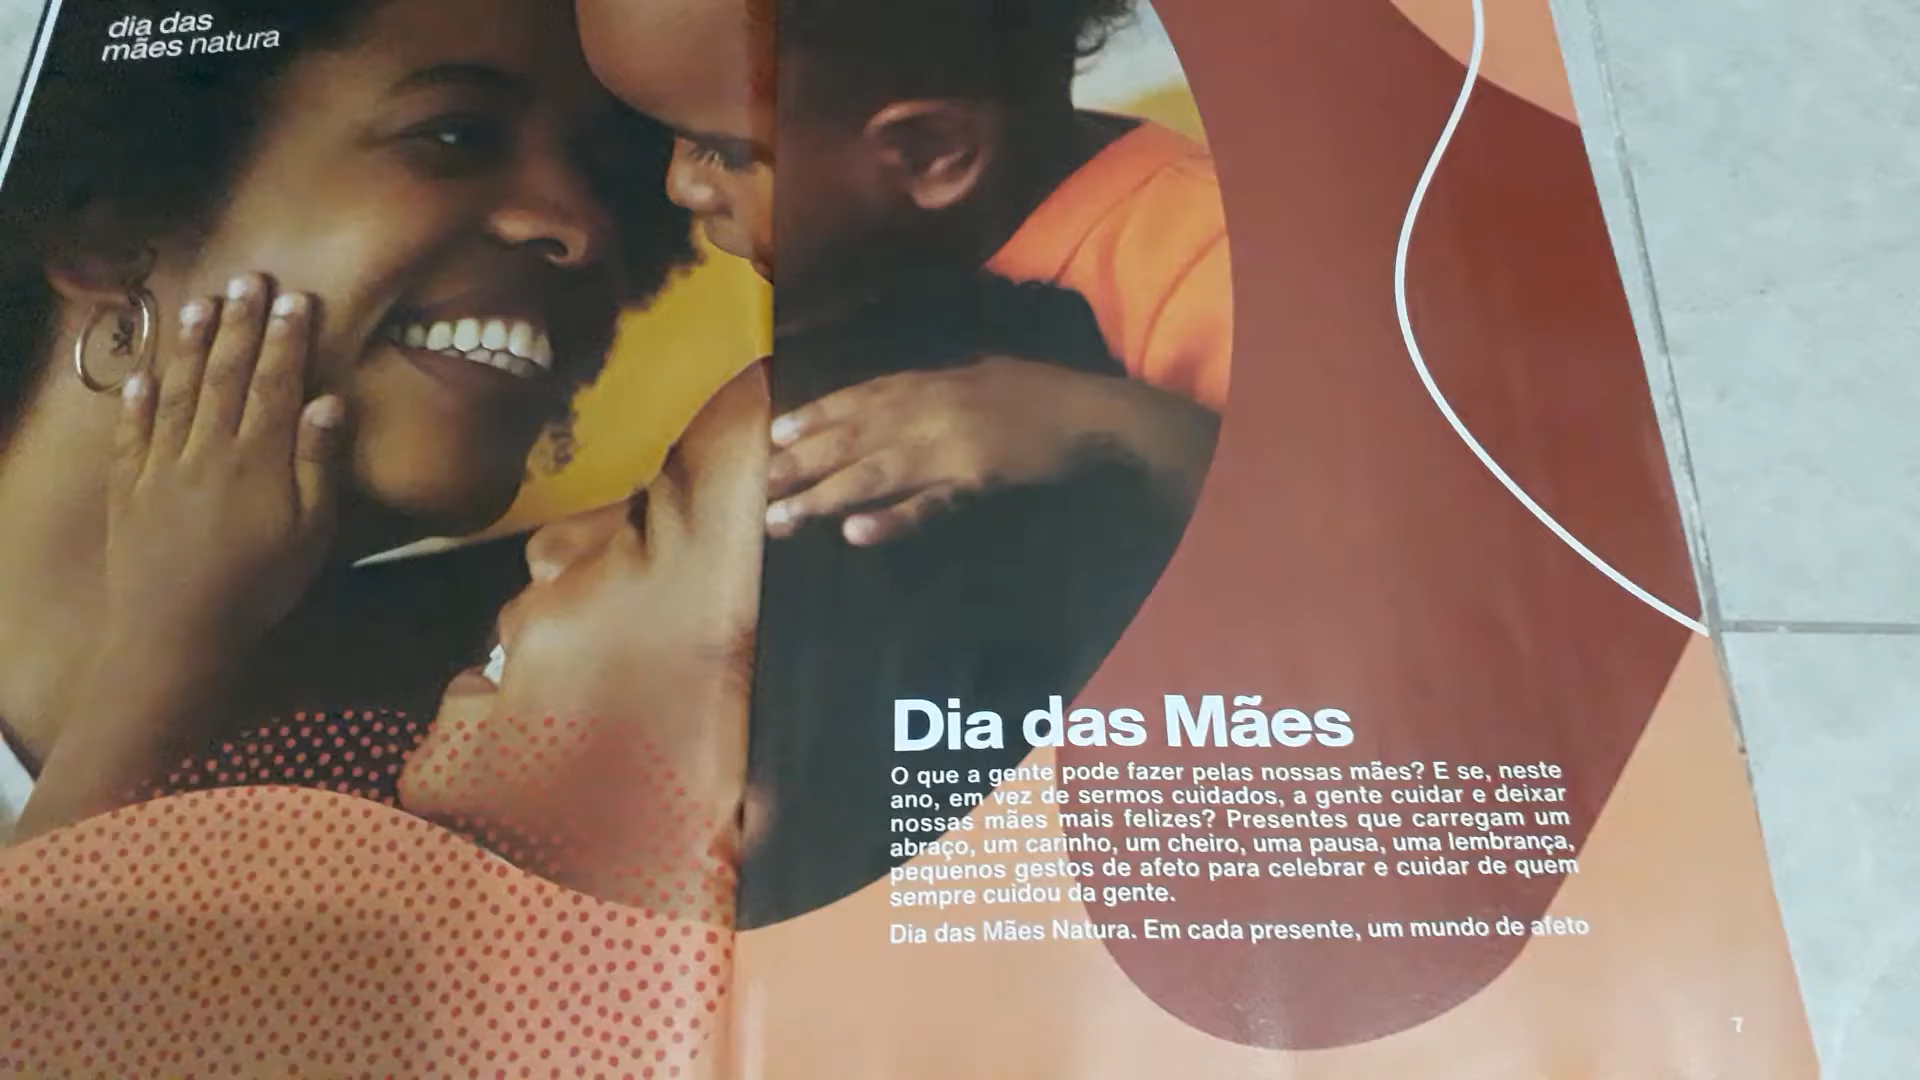 dia das
mães natura
Dia das Mães
O que a gente pode fazer pelas nossas mães? E se, neste
ano, em vez de sermos cuidados, a gente cuidar e deixar
nossas mães mais felizes? Presentes que carregam um
abraço, um carinho, um cheiro, uma pausa, uma lembrança,
pequenos gestos de afeto para celebrar e cuidar de quem
sempre cuidou da gente.
Dia das Mães Natura. Em cada presente, um mundo de afeto
7